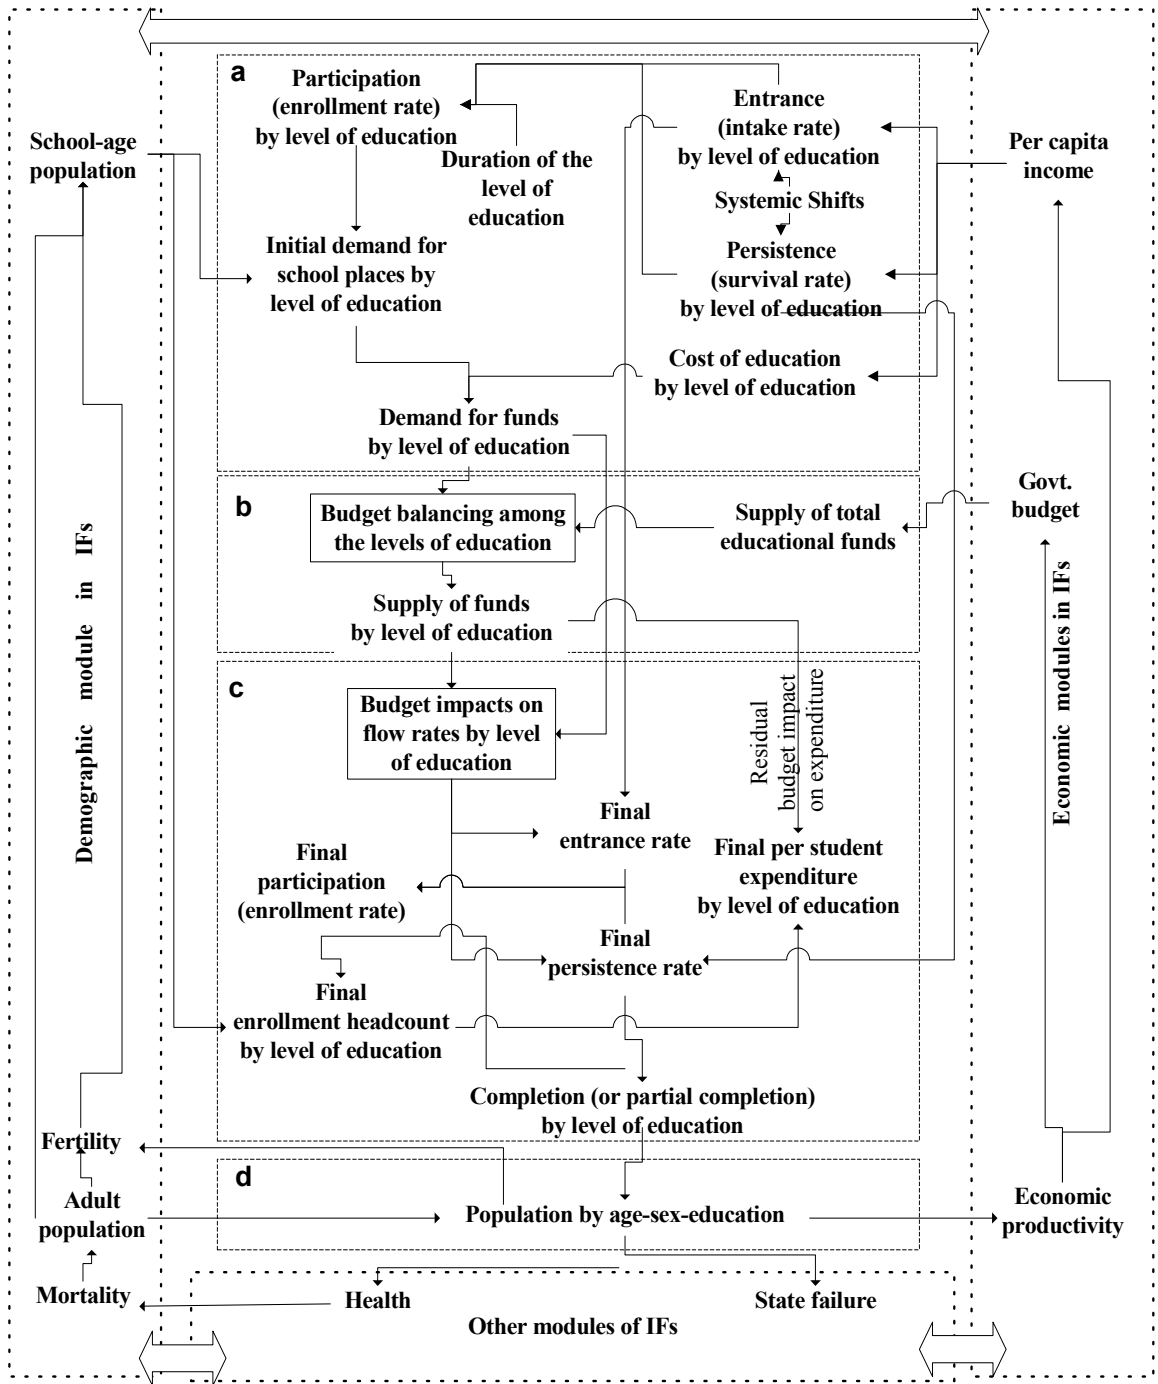 a
Participation
(enrollment rate)
by level of education
Entrance
(intake rate)
by level of education
School-age
population
Duration of the
level of
education
Per capita
income
Systemic Shifts
Initial demand for
school places by
level of education
Persistence
(survival rate)
by level of education
Cost of education
by level of education
Demand for funds
by level of education
b
Budget balancing among
the levels of education
Supply of total
educational funds
Govt.
budget
Supply of funds
by level of education
Demographic module in IFs
Economic modules in IFs
c
Budget impacts on
flow rates by level
of education
Residual
budget impact
on expenditure
Final
entrance rate
Final
participation
(enrollment rate)
Final per student
expenditure
by level of education
Final
persistence rate
Final
enrollment headcount
by level of education
Completion (or partial completion)
by level of education
Fertility
d
Adult
population
Population by age-sex-education
Economic
productivity
Mortality
Health
State failure
Other modules of IFs